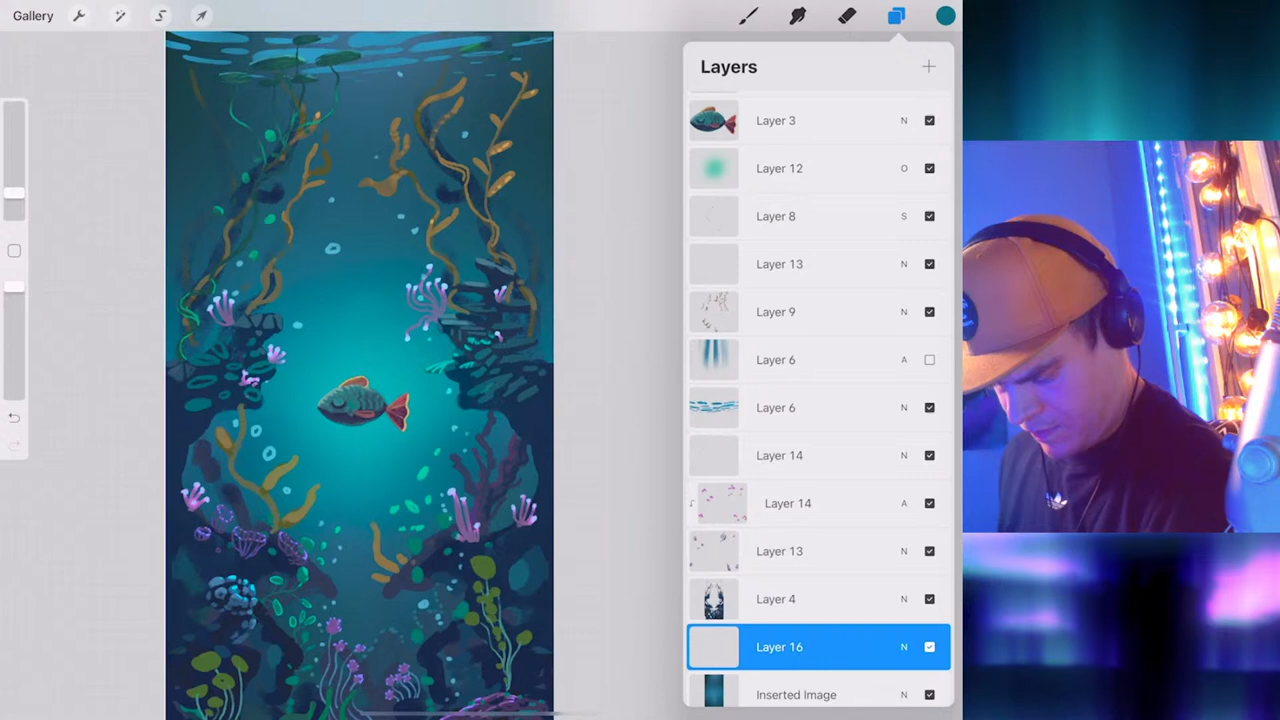 Gallery
Layers
Layer 3 N
Layer 12 O
Layer 8 S
Layer 13 N
Layer 9 N
Layer 6 A
Layer 6 N
Layer 14 N
Layer 14 A
Layer 13 N
Layer 4 N
Layer 16 N
Inserted Image N